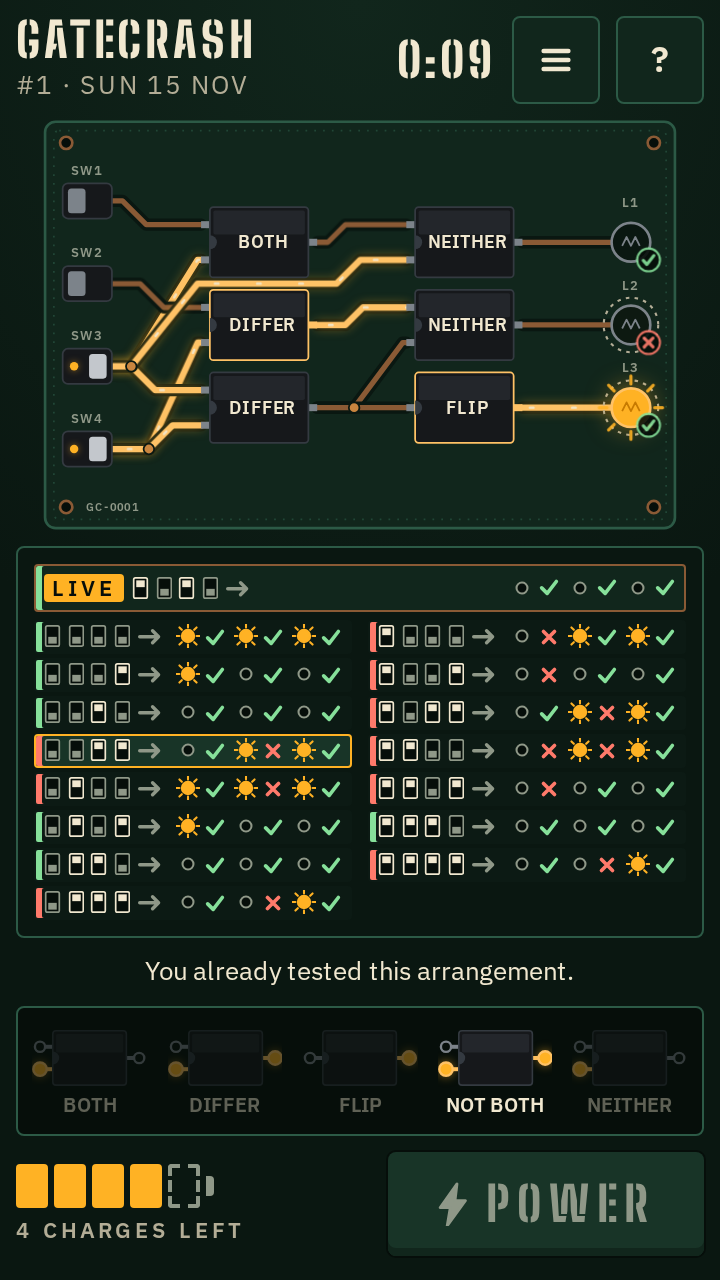 GATECRASH
#1 · SUN 15 NOV
0:09
?
SW1
SW2
SW3
SW4
BOTH
DIFFER
DIFFER
NEITHER
NEITHER
FLIP
L1
L2
L3
GC-0001
LIVE
You already tested this arrangement.
BOTH
DIFFER
FLIP
NOT BOTH
NEITHER
4 CHARGES LEFT
POWER